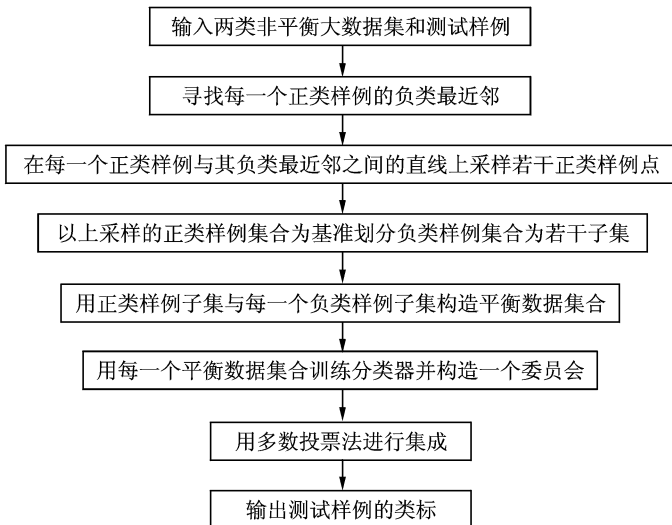 输入两类非平衡大数据集和测试样例
寻找每一个正类样例的负类最近邻
在每一个正类样例与其负类最近邻之间的直线上采样若干正类样例点
以上采样的正类样例集合为基准划分负类样例集合为若干子集
用正类样例子集与每一个负类样例子集构造平衡数据集合
用每一个平衡数据集合训练分类器并构造一个委员会
用多数投票法进行集成
输出测试样例的类标